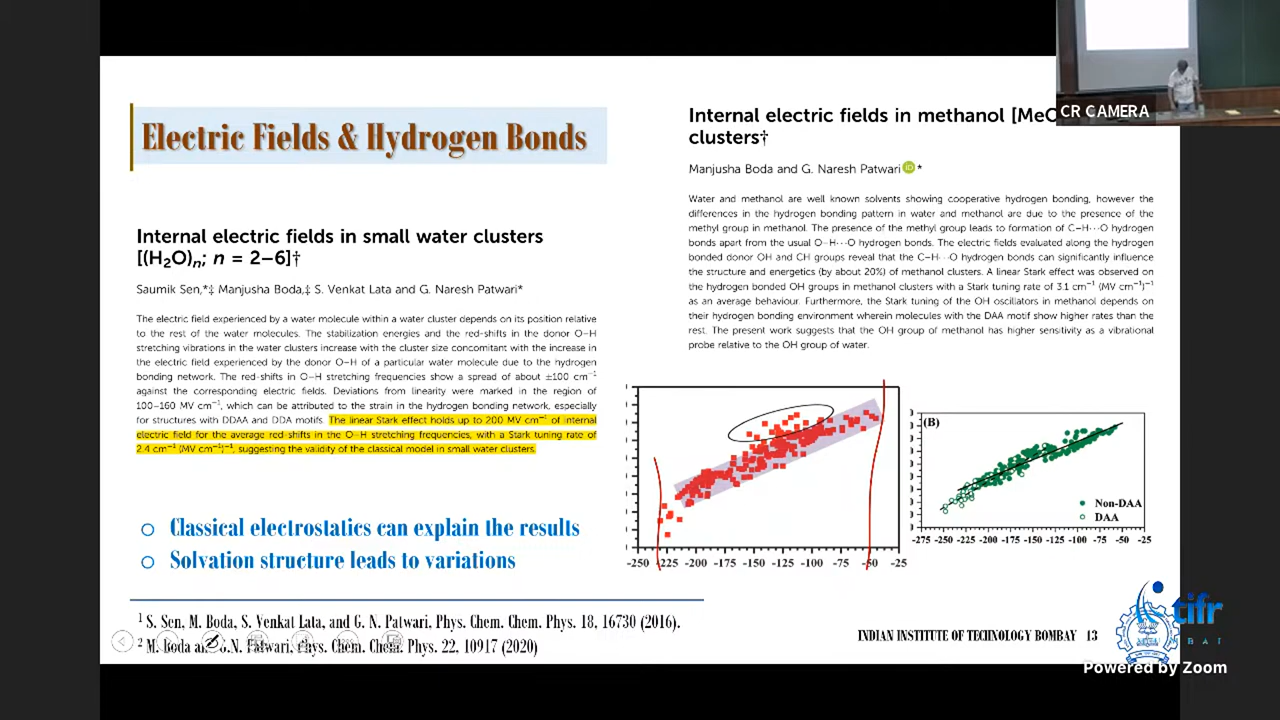 CR CAMERA
Electric Fields & Hydrogen Bonds
Internal electric fields in small water clusters
[(H₂O)ₙ; n = 2–6]†
Saumik Sen,*‡ Manjusha Boda,‡ S. Venkat Lata and G. Naresh Patwari*
The electric field experienced by a water molecule within a water cluster depends on its position relative
to the rest of the water molecules. The stabilization energies and the red-shifts in the donor O–H
stretching vibrations in the water clusters increase with the cluster size concomitant with the increase in
the electric field experienced by the donor O–H of a particular water molecule due to the hydrogen
bonding network. The red-shifts in O–H stretching frequencies show a spread of about ±100 cm⁻¹
against the corresponding electric fields. Deviations from linearity were marked in the region of
100–160 MV cm⁻¹, which can be attributed to the strain in the hydrogen bonding network, especially
for structures with DDAA and DDA motifs. The linear Stark effect holds up to 200 MV cm⁻¹ of internal
electric field for the average red-shifts in the O–H stretching frequencies, with a Stark tuning rate of
2.4 cm⁻¹ (MV cm⁻¹)⁻¹, suggesting the validity of the classical model in small water clusters.
Classical electrostatics can explain the results
Solvation structure leads to variations
Internal electric fields in methanol [MeO
clusters†
Manjusha Boda and G. Naresh Patwari iD *
Water and methanol are well known solvents showing cooperative hydrogen bonding, however the
differences in the hydrogen bonding pattern in water and methanol are due to the presence of the
methyl group in methanol. The presence of the methyl group leads to formation of C–H···O hydrogen
bonds apart from the usual O–H···O hydrogen bonds. The electric fields evaluated along the hydrogen
bonded donor OH and CH groups reveal that the C–H···O hydrogen bonds can significantly influence
the structure and energetics (by about 20%) of methanol clusters. A linear Stark effect was observed on
the hydrogen bonded OH groups in methanol clusters with a Stark tuning rate of 3.1 cm⁻¹ (MV cm⁻¹)⁻¹
as an average behaviour. Furthermore, the Stark tuning of the OH oscillators in methanol depends on
their hydrogen bonding environment wherein molecules with the DAA motif show higher rates than the
rest. The present work suggests that the OH group of methanol has higher sensitivity as a vibrational
probe relative to the OH group of water.
-250 -225 -200 -175 -150 -125 -100 -75 -50 -25
(B)
Non-DAA
DAA
-275 -250 -225 -200 -175 -150 -125 -100 -75 -50 -25
¹ S. Sen, M. Boda, S. Venkat Lata, and G. N. Patwari, Phys. Chem. Chem. Phys. 18, 16730 (2016).
² M. Boda and G.N. Patwari, Phys. Chem. Chem. Phys. 22, 10917 (2020)
INDIAN INSTITUTE OF TECHNOLOGY BOMBAY 13
tifr
Powered by Zoom